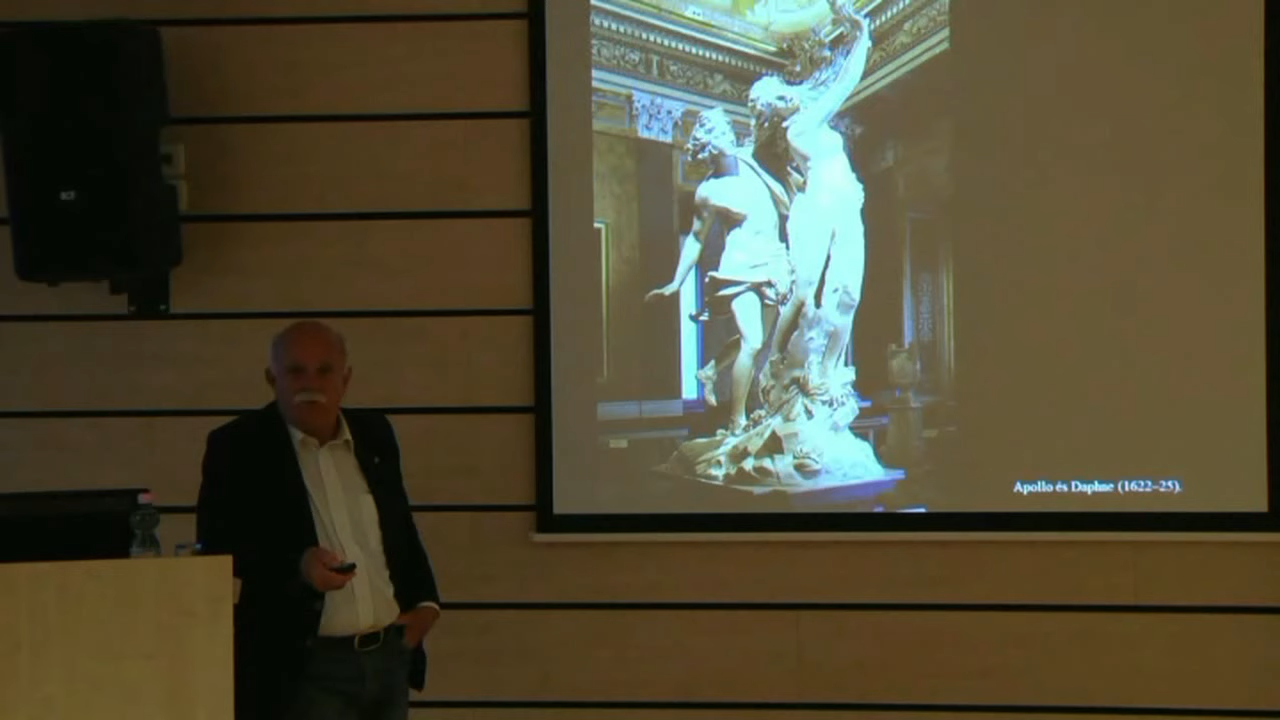 Apollo és Daphne (1622–25).